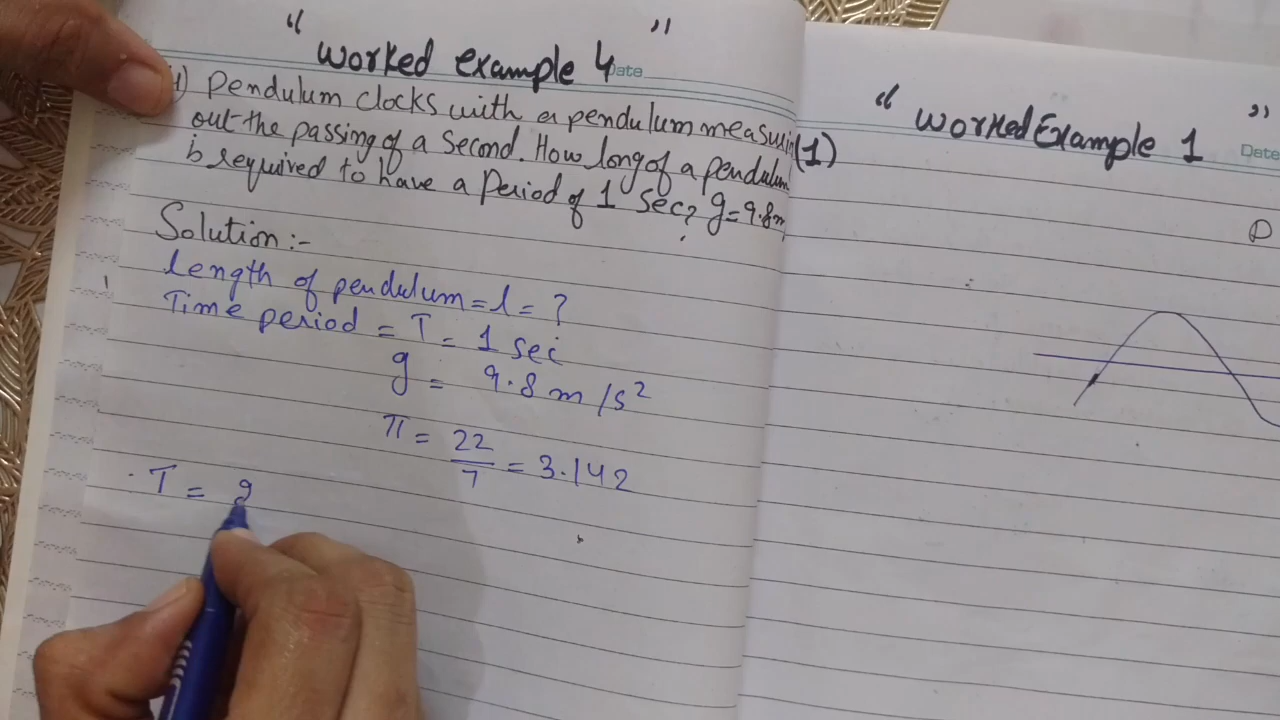 “ worked example 4 ”
Date
4) Pendulum clocks with a pendulum measurin
out the passing of a Second. How long of a pendulum
is required to have a Period of 1 Sec? g=9.8m
Solution:-
length of pendulum = l = ?
Time period = T = 1 sec
g = 9.8 m/s²
π = 22/7 = 3.142
T = 2
“ Worked Example 1 ”
Date
(1)
D